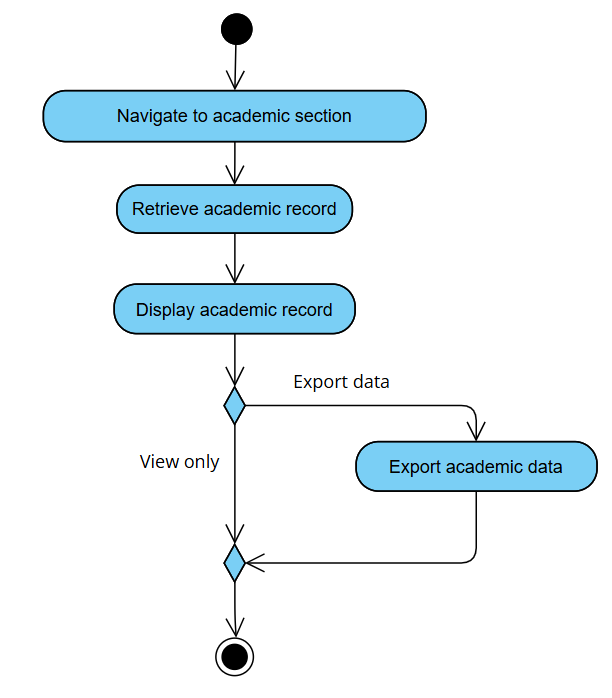 Navigate to academic section
Retrieve academic record
Display academic record
Export data
View only
Export academic data